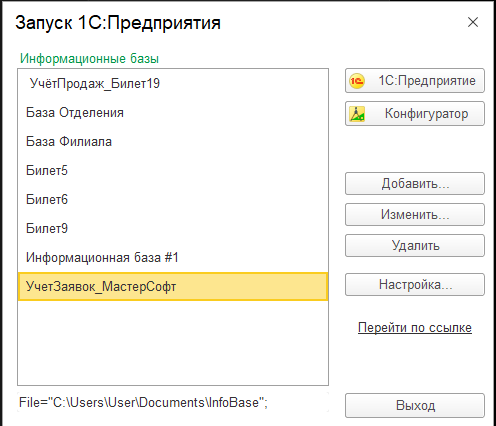 Запуск 1С:Предприятия
Информационные базы
УчётПродаж_Билет19
База Отделения
База Филиала
Билет5
Билет6
Билет9
Информационная база #1
УчетЗаявок_МастерСофт
1С:Предприятие
Конфигуратор
Добавить...
Изменить...
Удалить
Настройка...
Перейти по ссылке
File="C:\Users\User\Documents\InfoBase";
Выход